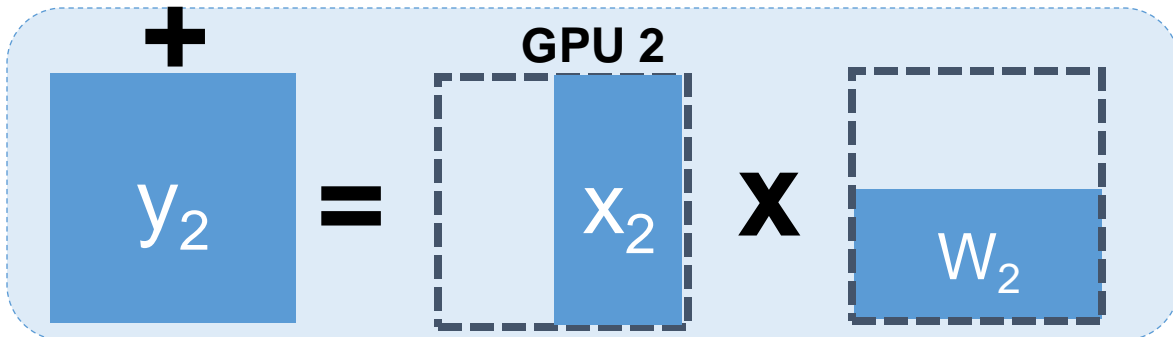 +
GPU 2
y₂ = x₂ x W₂